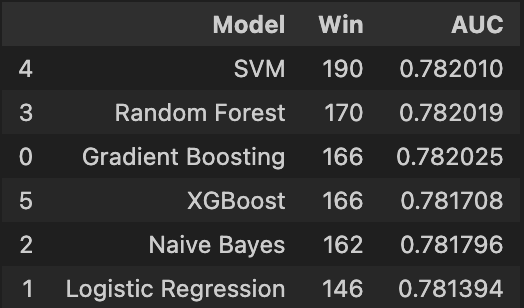 Model Win AUC
4 SVM 190 0.782010
3 Random Forest 170 0.782019
0 Gradient Boosting 166 0.782025
5 XGBoost 166 0.781708
2 Naive Bayes 162 0.781796
1 Logistic Regression 146 0.781394